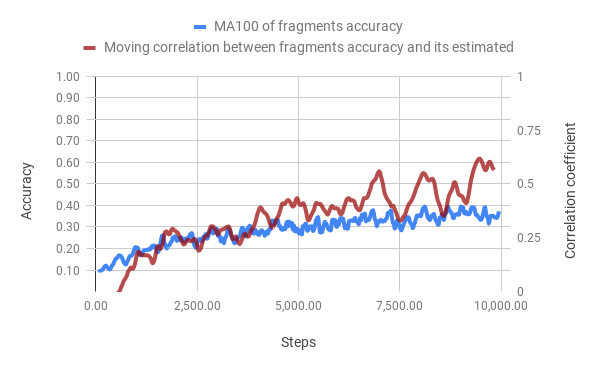 MA100 of fragments accuracy
Moving correlation between fragments accuracy and its estimated
1.00
0.90
0.80
0.70
0.60
0.50
0.40
0.30
0.20
0.10
1
0.75
0.5
0.25
0
Accuracy
Correlation coefficient
0.00 2,500.00 5,000.00 7,500.00 10,000.00
Steps